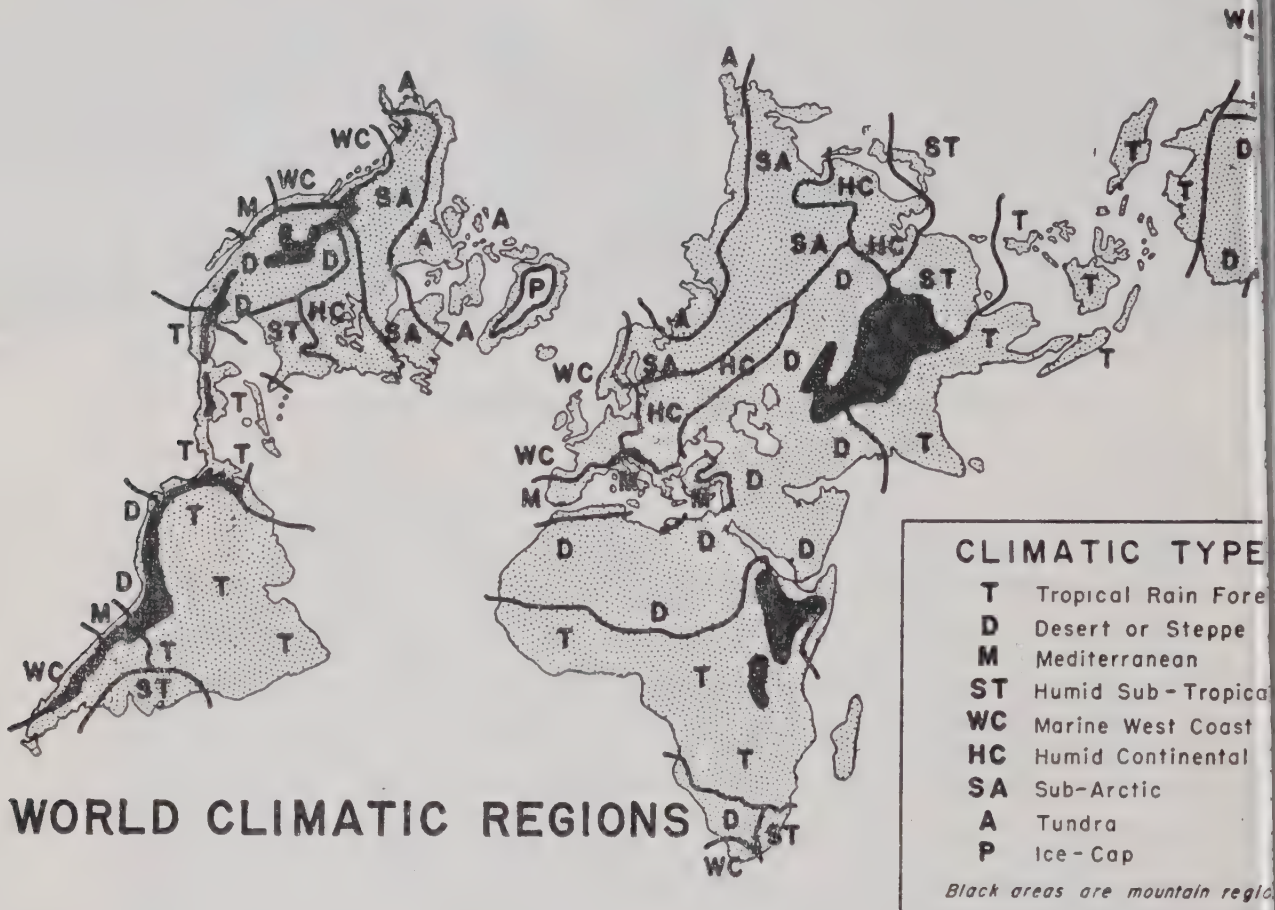 WORLD CLIMATIC REGIONS
A
WC
WC
M
SA
A
A
D
D
D
HC
ST
SA
A
P
T
T
T
T
D
T
D
T
M
T
T
WC
ST
A
SA
HC
ST
SA
HC
D
ST
T
T
T
T
D
D
T
T
A
SA
WC
HC
D
HC
WC
M
M
M
D
D
T
D
D
D
D
T
T
T
D
ST
WC
CLIMATIC TYPE
T Tropical Rain Fore
D Desert or Steppe
M Mediterranean
ST Humid Sub-Tropica
WC Marine West Coast
HC Humid Continental
SA Sub-Arctic
A Tundra
P Ice-Cap
Black areas are mountain regio